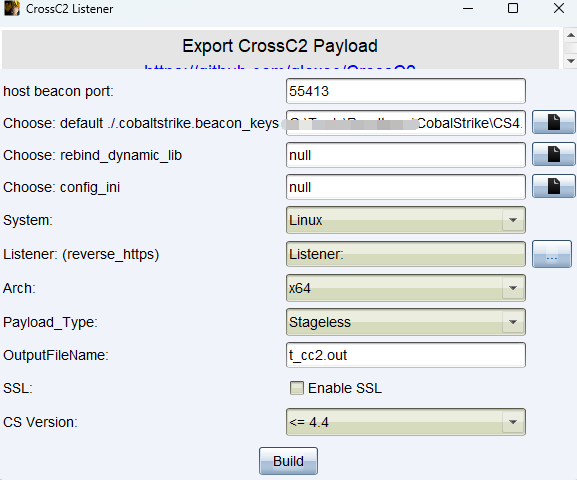 CrossC2 Listener
Export CrossC2 Payload
host beacon port: 55413
Choose: default ./.cobaltstrike.beacon_keys CobalStrike\CS4.
Choose: rebind_dynamic_lib null
Choose: config_ini null
System: Linux
Listener: (reverse_https) Listener: ...
Arch: x64
Payload_Type: Stageless
OutputFileName: t_cc2.out
SSL: Enable SSL
CS Version: <= 4.4
Build